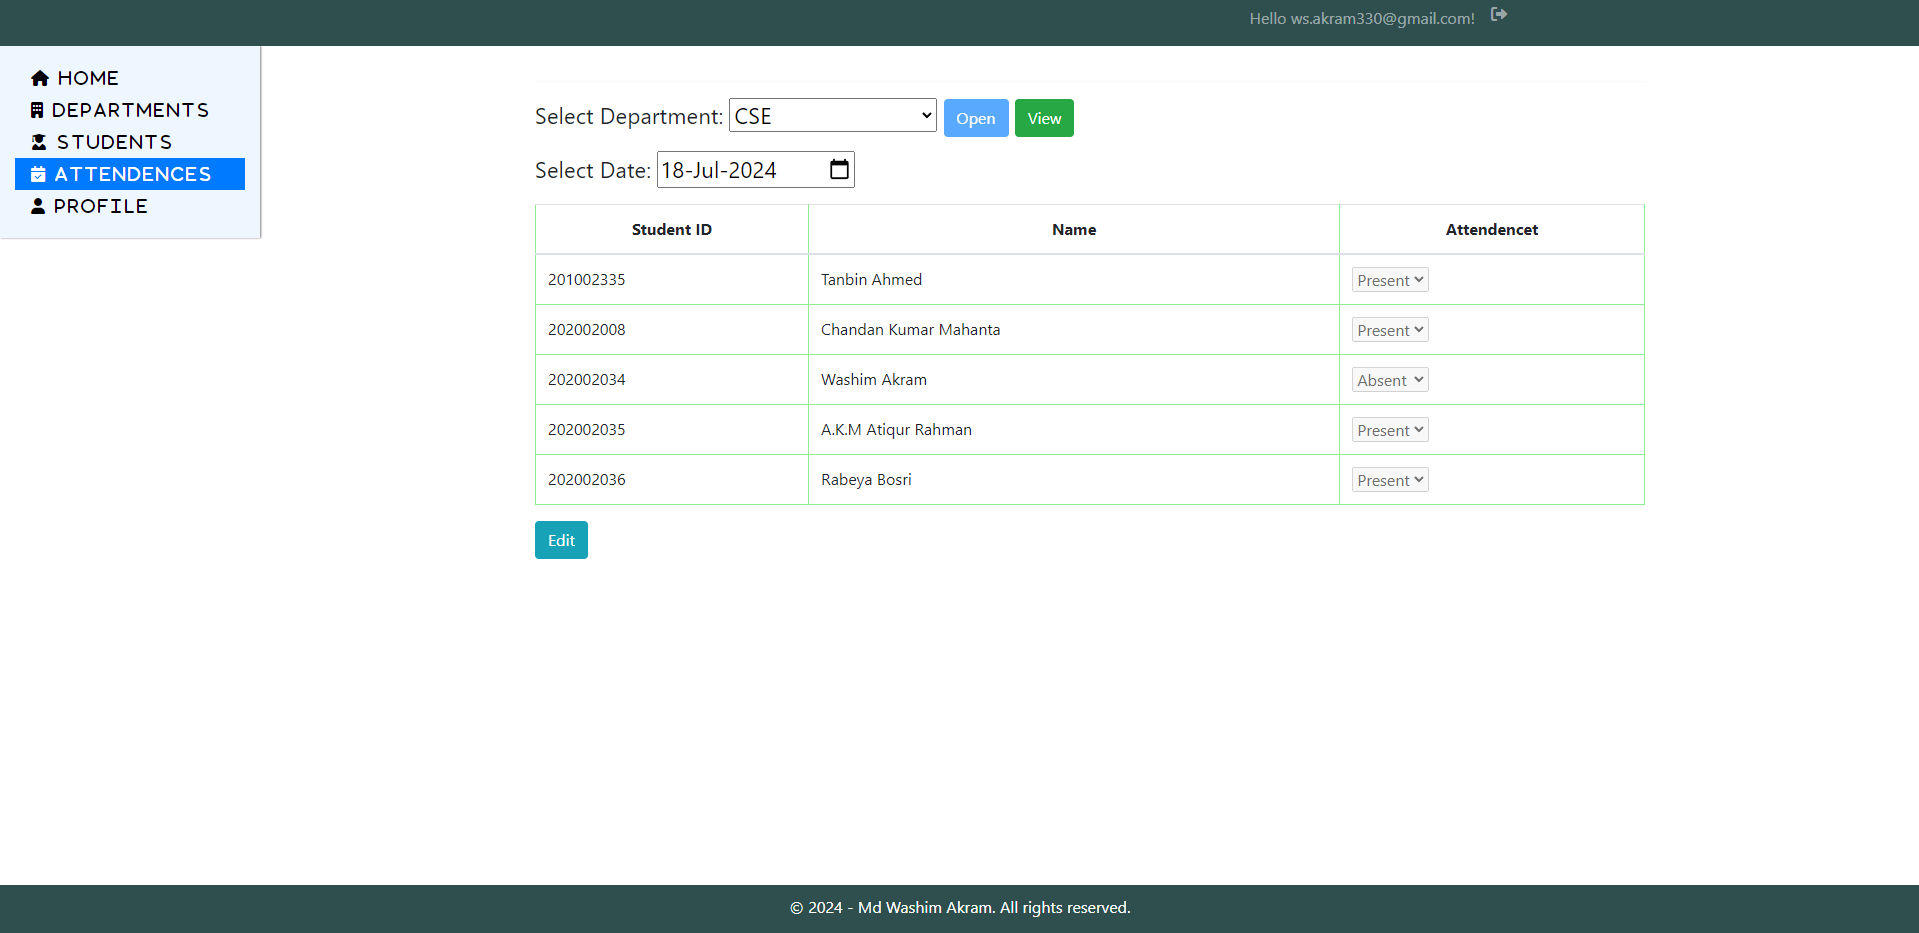 Hello ws.akram330@gmail.com!
HOME
DEPARTMENTS
STUDENTS
ATTENDENCES
PROFILE
Select Department: CSE Open View
Select Date: 18-Jul-2024
Student ID Name Attendencet
201002335 Tanbin Ahmed Present
202002008 Chandan Kumar Mahanta Present
202002034 Washim Akram Absent
202002035 A.K.M Atiqur Rahman Present
202002036 Rabeya Bosri Present
Edit
© 2024 - Md Washim Akram. All rights reserved.